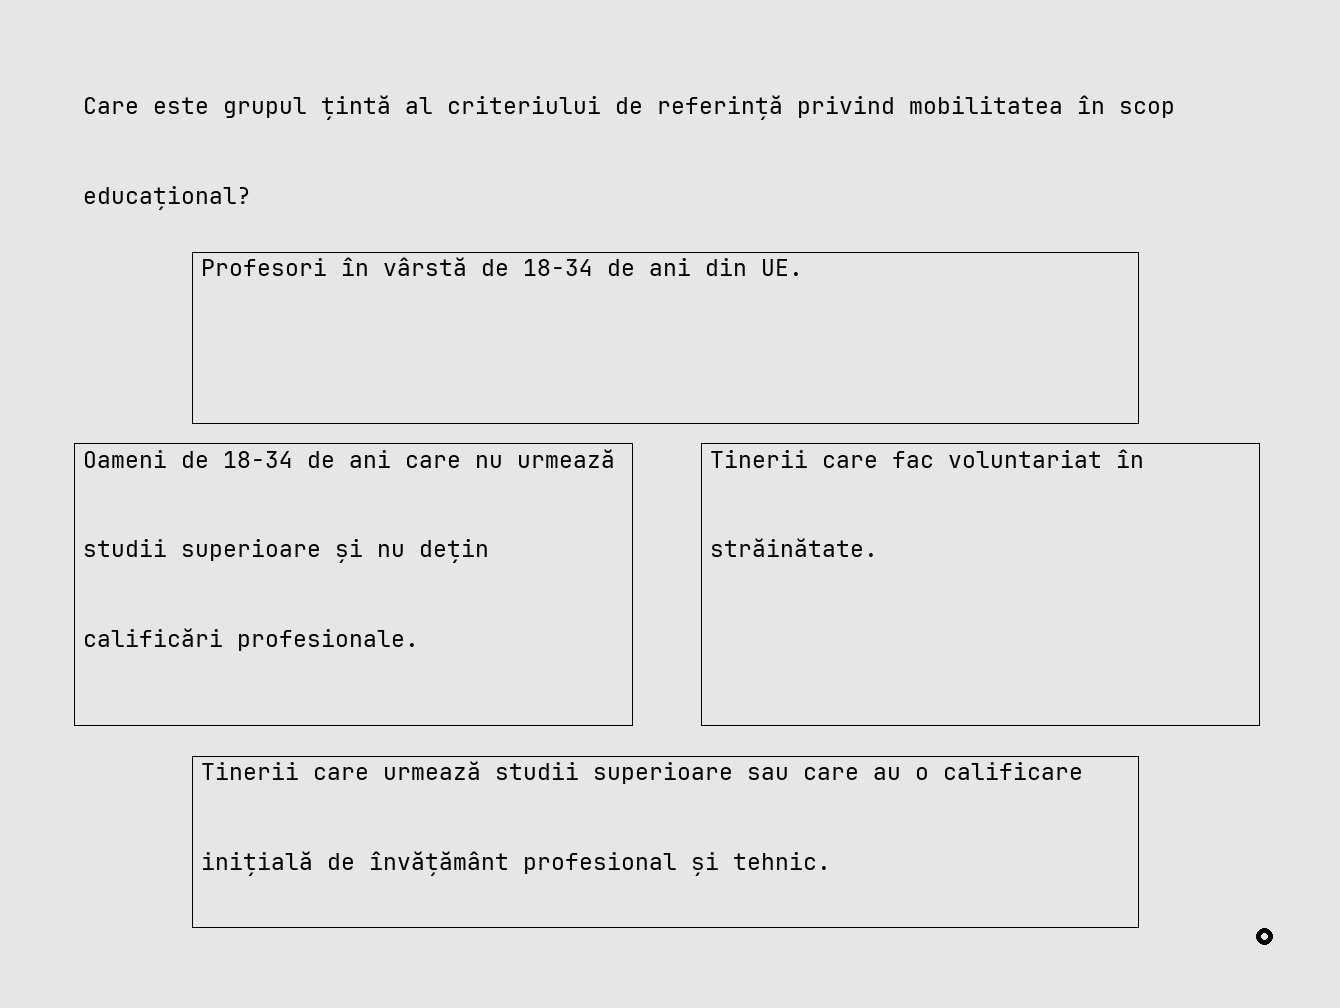 Care este grupul țintă al criteriului de referință privind mobilitatea în scop
educațional?
Profesori în vârstă de 18-34 de ani din UE.
Oameni de 18-34 de ani care nu urmează
studii superioare și nu dețin
calificări profesionale.
Tinerii care fac voluntariat în
străinătate.
Tinerii care urmează studii superioare sau care au o calificare
inițială de învățământ profesional și tehnic.